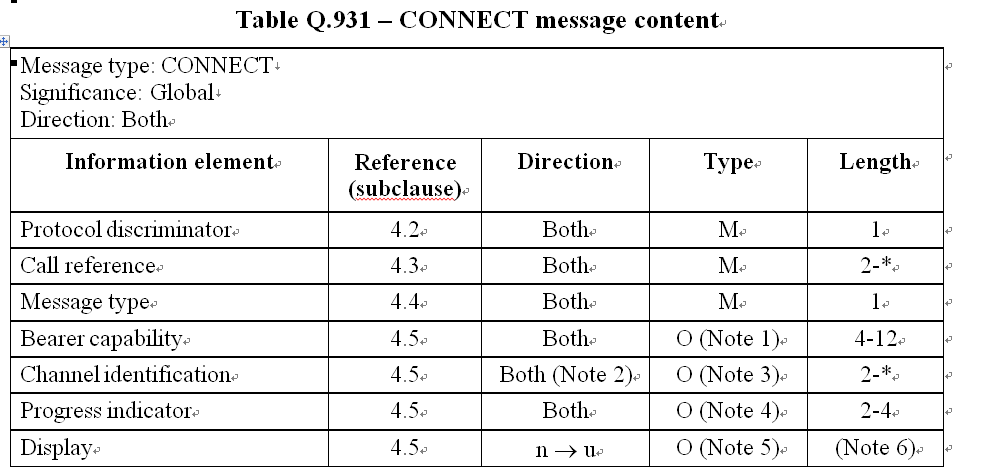 Table Q.931 – CONNECT message content
Message type: CONNECT
Significance: Global
Direction: Both
Information element Reference (subclause) Direction Type Length
Protocol discriminator 4.2 Both M 1
Call reference 4.3 Both M 2-*
Message type 4.4 Both M 1
Bearer capability 4.5 Both O (Note 1) 4-12
Channel identification 4.5 Both (Note 2) O (Note 3) 2-*
Progress indicator 4.5 Both O (Note 4) 2-4
Display 4.5 n → u O (Note 5) (Note 6)